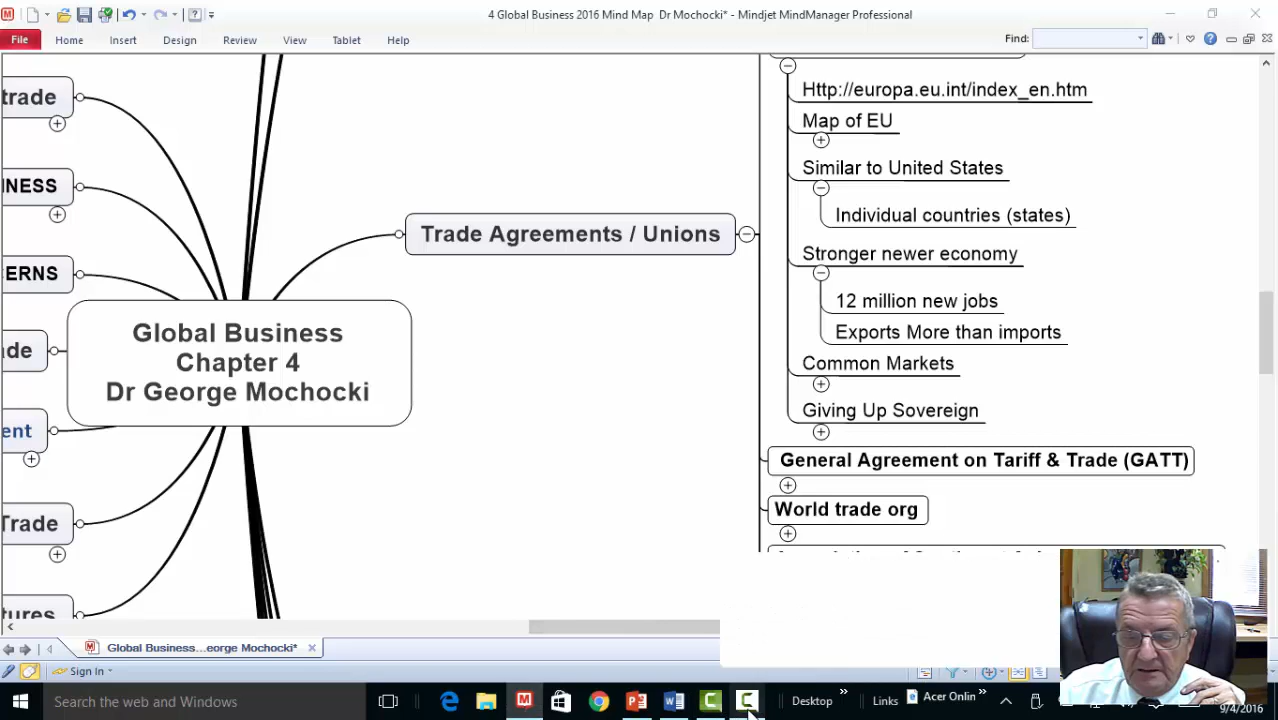 4 Global Business 2016 Mind Map Dr Mochocki* - Mindjet MindManager Professional
File Home Insert Design Review View Tablet Help
Find:
trade
INESS
ERNS
de
ent
Trade
tures
Global Business
Chapter 4
Dr George Mochocki
Trade Agreements / Unions
Http://europa.eu.int/index_en.htm
Map of EU
Similar to United States
Individual countries (states)
Stronger newer economy
12 million new jobs
Exports More than imports
Common Markets
Giving Up Sovereign
General Agreement on Tariff & Trade (GATT)
World trade org
Global Business...eorge Mochocki*
Sign In
Search the web and Windows
Desktop
Links
Acer Onlin
9/4/2016